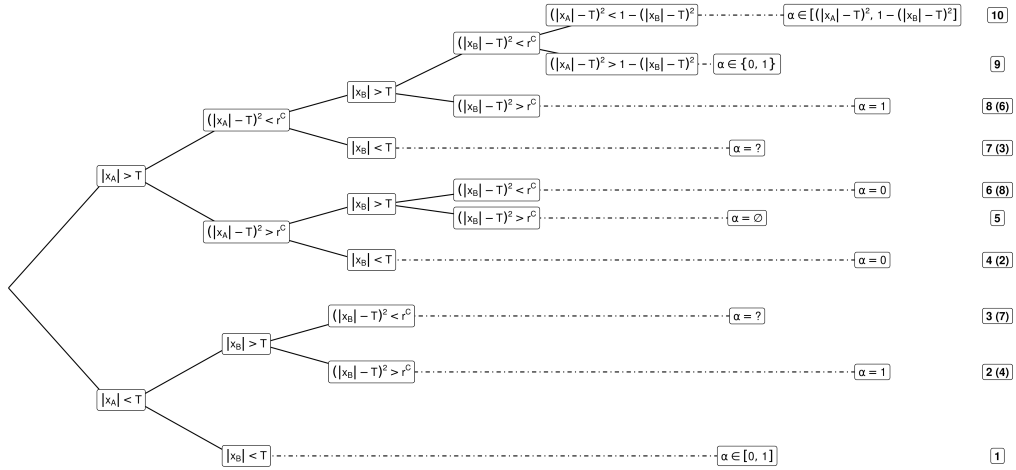 (|x_A| − T)² < 1 − (|x_B| − T)² α ∈ [(|x_A| − T)², 1 − (|x_B| − T)²] 10
(|x_B| − T)² < r^C
(|x_A| − T)² > 1 − (|x_B| − T)² α ∈ {0, 1} 9
|x_B| > T
(|x_B| − T)² > r^C α = 1 8 (6)
(|x_A| − T)² < r^C
|x_B| < T α = ? 7 (3)
|x_A| > T
(|x_B| − T)² < r^C α = 0 6 (8)
|x_B| > T
(|x_B| − T)² > r^C α = ∅ 5
(|x_A| − T)² > r^C
|x_B| < T α = 0 4 (2)
(|x_B| − T)² < r^C α = ? 3 (7)
|x_B| > T
(|x_B| − T)² > r^C α = 1 2 (4)
|x_A| < T
|x_B| < T α ∈ [0, 1] 1